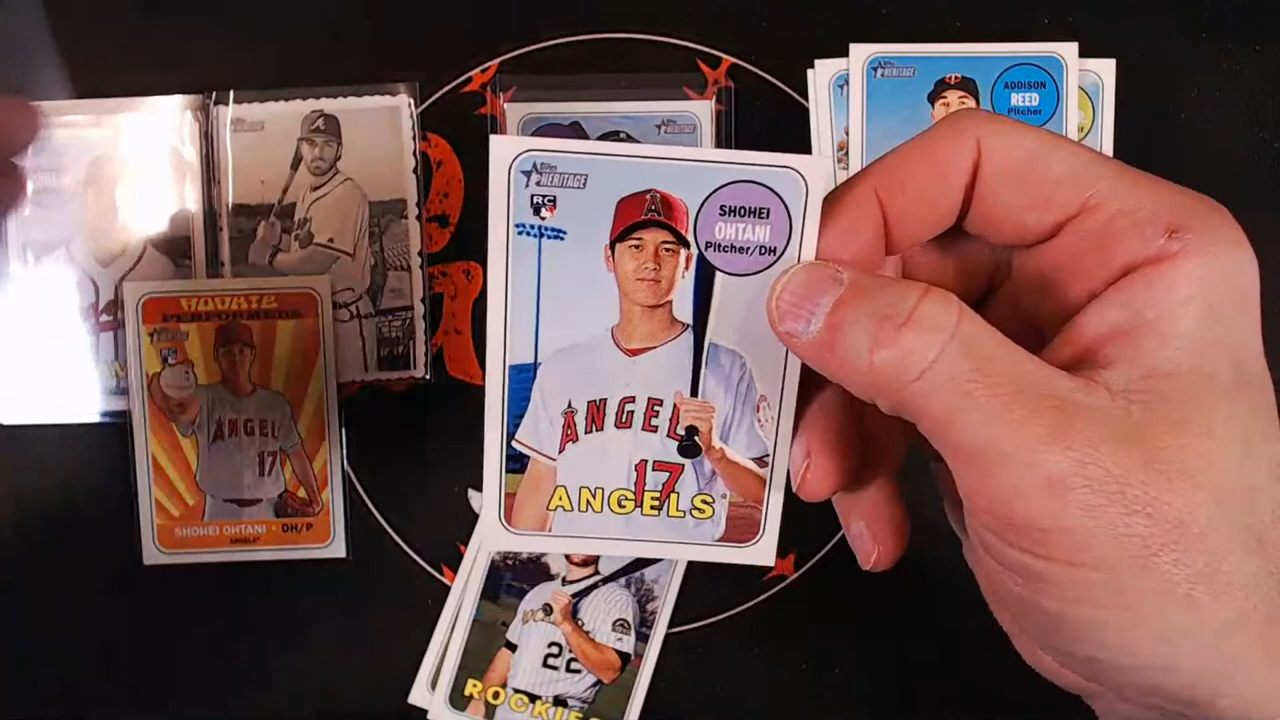 Topps
HERITAGE
RC
SHOHEI
OHTANI
Pitcher/DH
ANGEL
17
ANGELS
HERITAGE
ADDISON
REED
Pitcher
ROOKIE
PERFORMERS
ANGEL
17
SHOHEI OHTANI • DH/P
ANGELS
22
ROCKIES